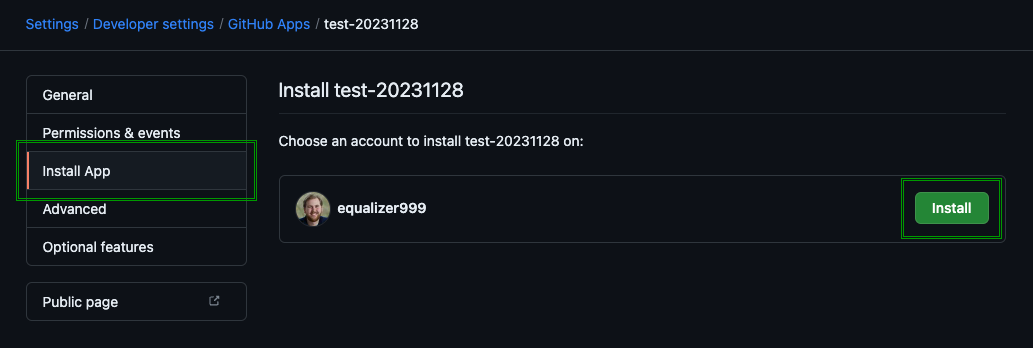 Settings / Developer settings / GitHub Apps / test-20231128
General
Permissions & events
Install App
Advanced
Optional features
Public page
Install test-20231128
Choose an account to install test-20231128 on:
equalizer999
Install